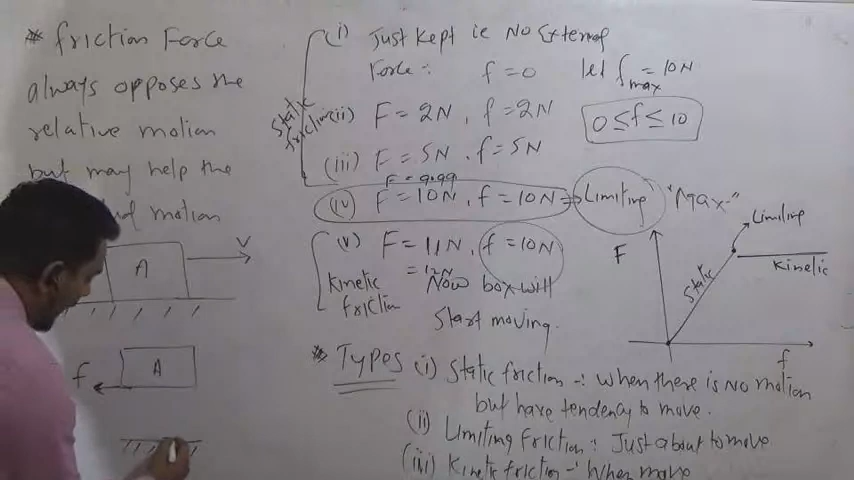 * friction Force
always opposes the
relative motion
but may help the
motion
A
V
A
f
(i) Just kept ie No External
Force :- f = 0
let fmax = 10N
0 ≤ f ≤ 10
Static
friction
(ii) F = 2N, f = 2N
(iii) F = 5N, f = 5N
F = 9.99
(iv) F = 10N, f = 10N ⇒ Limiting "Max"
(v) F = 11N, f = 10N
= 12N
kinetic
friction
Now box will
Start moving.
F
Static
Limiting
Kinetic
f
* Types (i) Static friction -: When there is No motion
but have tendency to move.
(ii) Limiting friction : Just about to move
(iii) Kinetic friction - When move